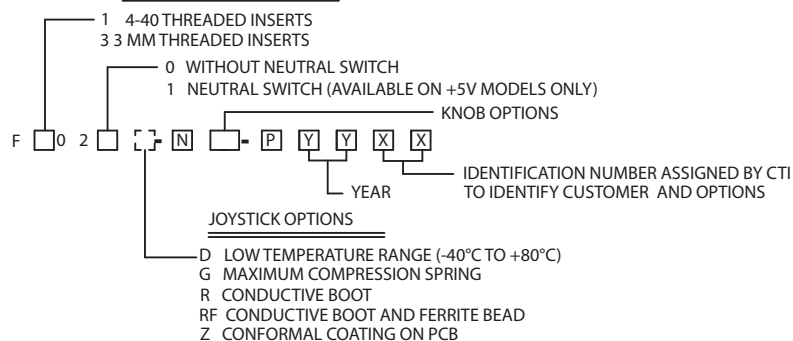 1 4-40 THREADED INSERTS
3 3 MM THREADED INSERTS
0 WITHOUT NEUTRAL SWITCH
1 NEUTRAL SWITCH (AVAILABLE ON +5V MODELS ONLY)
KNOB OPTIONS
F 0 2 - N - P Y Y X X
IDENTIFICATION NUMBER ASSIGNED BY CTI
TO IDENTIFY CUSTOMER AND OPTIONS
YEAR
JOYSTICK OPTIONS
D LOW TEMPERATURE RANGE (-40°C TO +80°C)
G MAXIMUM COMPRESSION SPRING
R CONDUCTIVE BOOT
RF CONDUCTIVE BOOT AND FERRITE BEAD
Z CONFORMAL COATING ON PCB